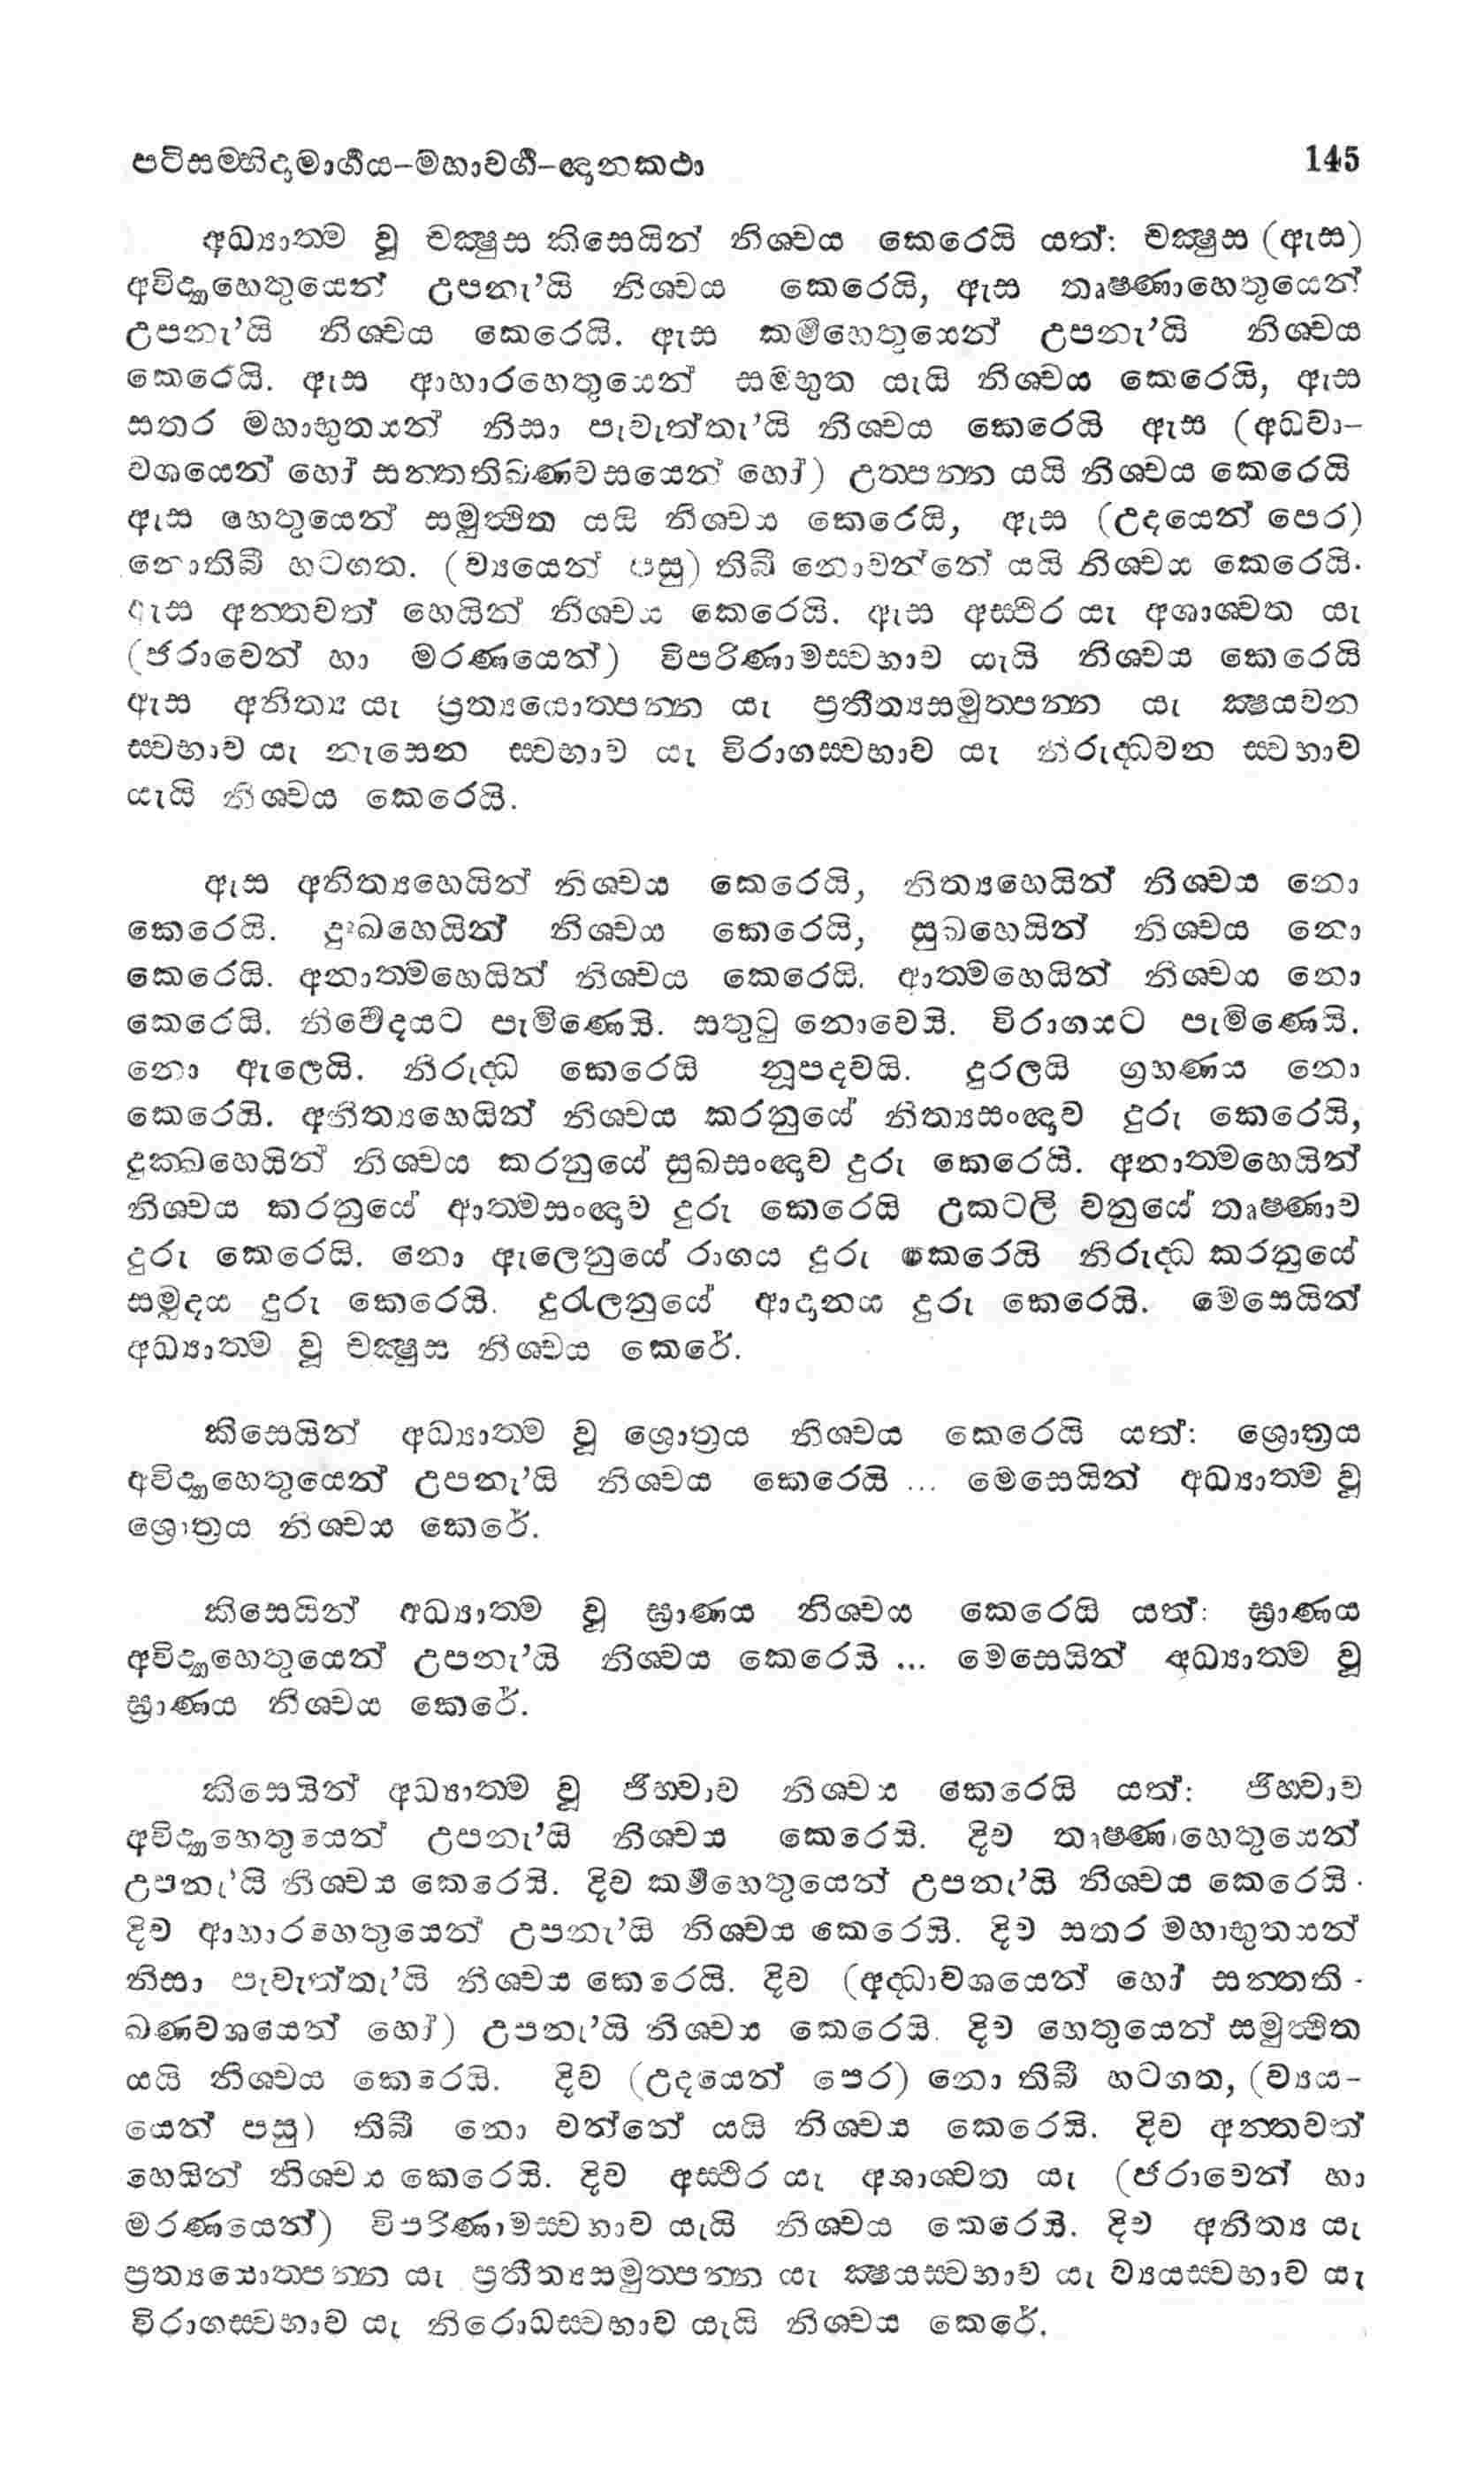 පටිසම්භිදාමාර්ගය-මහාවර්ග-ඥානකථා 145
අධ්‍යාත්ම වූ චක්‍ෂුස කිසෙයින් නිශ්චය කෙරෙයි යත්: චක්‍ෂුස (ඇස)
අවිද්‍යාහෙතුයෙන් උපනැ’යි නිශ්චය කෙරෙයි, ඇස තෘෂ්ණාහෙතුයෙන්
උපනැ’යි නිශ්චය කෙරෙයි. ඇස කර්මහෙතුයෙන් උපනැ’යි නිශ්චය
කෙරෙයි. ඇස ආහාරහෙතුයෙන් සම්භූත යැයි නිශ්චය කෙරෙයි, ඇස
සතර මහාභූතයන් නිසා පැවැත්තැ’යි නිශ්චය කෙරෙයි ඇස (අධ්වා-
වශයෙන් හෝ සන්තතිඛණවසයෙන් හෝ) උත්පන්න යයි නිශ්චය කෙරෙයි
ඇස හෙතුයෙන් සමුත්ථිත යයි නිශ්චය කෙරෙයි, ඇස (උදයෙන් පෙර)
නොතිබී හටගත. (ව්‍යයෙන් පසු) තිබී නොවන්නේ යයි නිශ්චය කෙරෙයි.
ඇස අන්තවත් හෙයින් නිශ්චය කෙරෙයි. ඇස අස්ථිර යැ අශාශ්වත යැ
(ජරාවෙන් හා මරණයෙන්) විපරිණාමස්වභාව යැයි නිශ්චය කෙරෙයි
ඇස අනිත්‍ය යැ ප්‍රත්‍යයොත්පන්න යැ ප්‍රතීත්‍යසමුත්පන්න යැ ක්‍ෂයවන
ස්වභාව යැ නැසෙන ස්වභාව යැ විරාගස්වභාව යැ නිරුද්ධවන ස්වභාව
යැයි නිශ්චය කෙරෙයි.
ඇස අනිත්‍යහෙයින් නිශ්චය කෙරෙයි, නිත්‍යහෙයින් නිශ්චය නො
කෙරෙයි. දුඃඛහෙයින් නිශ්චය කෙරෙයි, සුඛහෙයින් නිශ්චය නො
කෙරෙයි. අනාත්මහෙයින් නිශ්චය කෙරෙයි. ආත්මහෙයින් නිශ්චය නො
කෙරෙයි. නිර්වේදයට පැමිණෙයි. සතුටු නොවෙයි. විරාගයට පැමිණෙයි.
නො ඇලෙයි. නිරුද්ධ කෙරෙයි නූපදවයි. දුරලයි ග්‍රහණය නො
කෙරෙයි. අනිත්‍යහෙයින් නිශ්චය කරනුයේ නිත්‍යසංඥාව දුරු කෙරෙයි,
දුක්ඛහෙයින් නිශ්චය කරනුයේ සුඛසංඥාව දුරු කෙරෙයි. අනාත්මහෙයින්
නිශ්චය කරනුයේ ආත්මසංඥාව දුරු කෙරෙයි උකටලි වනුයේ තෘෂ්ණාව
දුරු කෙරෙයි. නො ඇලෙනුයේ රාගය දුරු කෙරෙයි නිරුද්ධ කරනුයේ
සමුදය දුරු කෙරෙයි. දුරැලනුයේ ආදානය දුරු කෙරෙයි. මෙසෙයින්
අධ්‍යාත්ම වූ චක්‍ෂුස නිශ්චය කෙරේ.
කිසෙයින් අධ්‍යාත්ම වූ ශ්‍රොත්‍රය නිශ්චය කෙරෙයි යත්: ශ්‍රොත්‍රය
අවිද්‍යාහෙතුයෙන් උපනැ’යි නිශ්චය කෙරෙයි ... මෙසෙයින් අධ්‍යාත්ම වූ
ශ්‍රොත්‍රය නිශ්චය කෙරේ.
කිසෙයින් අධ්‍යාත්ම වූ ඝ්‍රාණය නිශ්චය කෙරෙයි යත්: ඝ්‍රාණය
අවිද්‍යාහෙතුයෙන් උපනැ’යි නිශ්චය කෙරෙයි ... මෙසෙයින් අධ්‍යාත්ම වූ
ඝ්‍රාණය නිශ්චය කෙරේ.
කිසෙයින් අධ්‍යාත්ම වූ ජිහ්වාව නිශ්චය කෙරෙයි යත්: ජිහ්වාව
අවිද්‍යාහෙතුයෙන් උපනැ’යි නිශ්චය කෙරෙයි. දිව තෘෂ්ණාහෙතුයෙන්
උපනැ’යි නිශ්චය කෙරෙයි. දිව කර්මහෙතුයෙන් උපනැ’යි නිශ්චය කෙරෙයි.
දිව ආහාරහෙතුයෙන් උපනැ’යි නිශ්චය කෙරෙයි. දිව සතර මහාභූතයන්
නිසා පැවැත්තැ’යි නිශ්චය කෙරෙයි. දිව (අද්ධාවශයෙන් හෝ සන්තති-
ඛණවශයෙන් හෝ) උපනැ’යි නිශ්චය කෙරෙයි. දිව හෙතුයෙන් සමුත්ථිත
යයි නිශ්චය කෙරෙයි. දිව (උදයෙන් පෙර) නො තිබී හටගත, (ව්‍යය-
යෙන් පසු) තිබී නො වන්නේ යයි නිශ්චය කෙරෙයි. දිව අන්තවත්
හෙයින් නිශ්චය කෙරෙයි. දිව අස්ථිර යැ අශාශ්වත යැ (ජරාවෙන් හා
මරණයෙන්) විපරිණාමස්වභාව යැයි නිශ්චය කෙරෙයි. දිව අනිත්‍ය යැ
ප්‍රත්‍යයොත්පන්න යැ ප්‍රතීත්‍යසමුත්පන්න යැ ක්‍ෂයස්වභාව යැ ව්‍යයස්වභාව යැ
විරාගස්වභාව යැ නිරොධස්වභාව යැයි නිශ්චය කෙරේ.